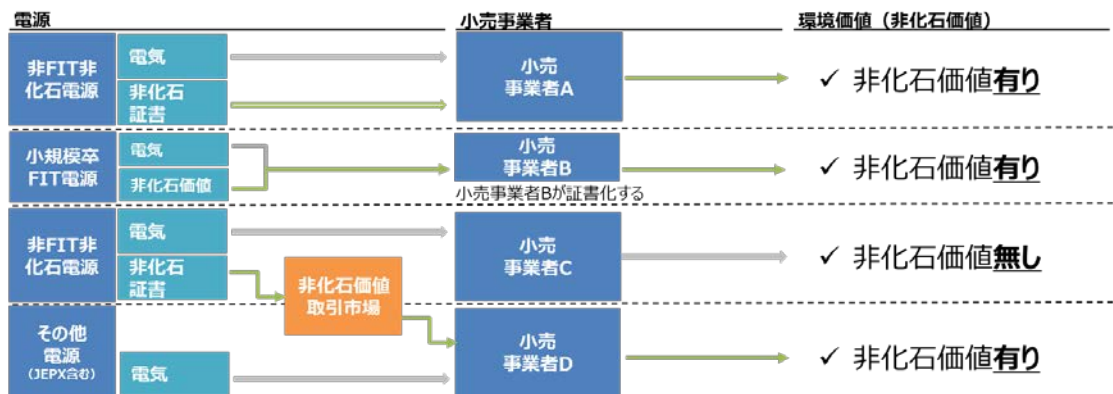 電源
小売事業者
環境価値（非化石価値）
非FIT非
化石電源
電気
非化石
証書
小売
事業者A
✓ 非化石価値有り
小規模卒
FIT電源
電気
非化石価値
小売
事業者B
小売事業者Bが証書化する
✓ 非化石価値有り
非FIT非
化石電源
電気
非化石
証書
非化石価値
取引市場
小売
事業者C
✓ 非化石価値無し
その他
電源
(JEPX含む)
電気
小売
事業者D
✓ 非化石価値有り